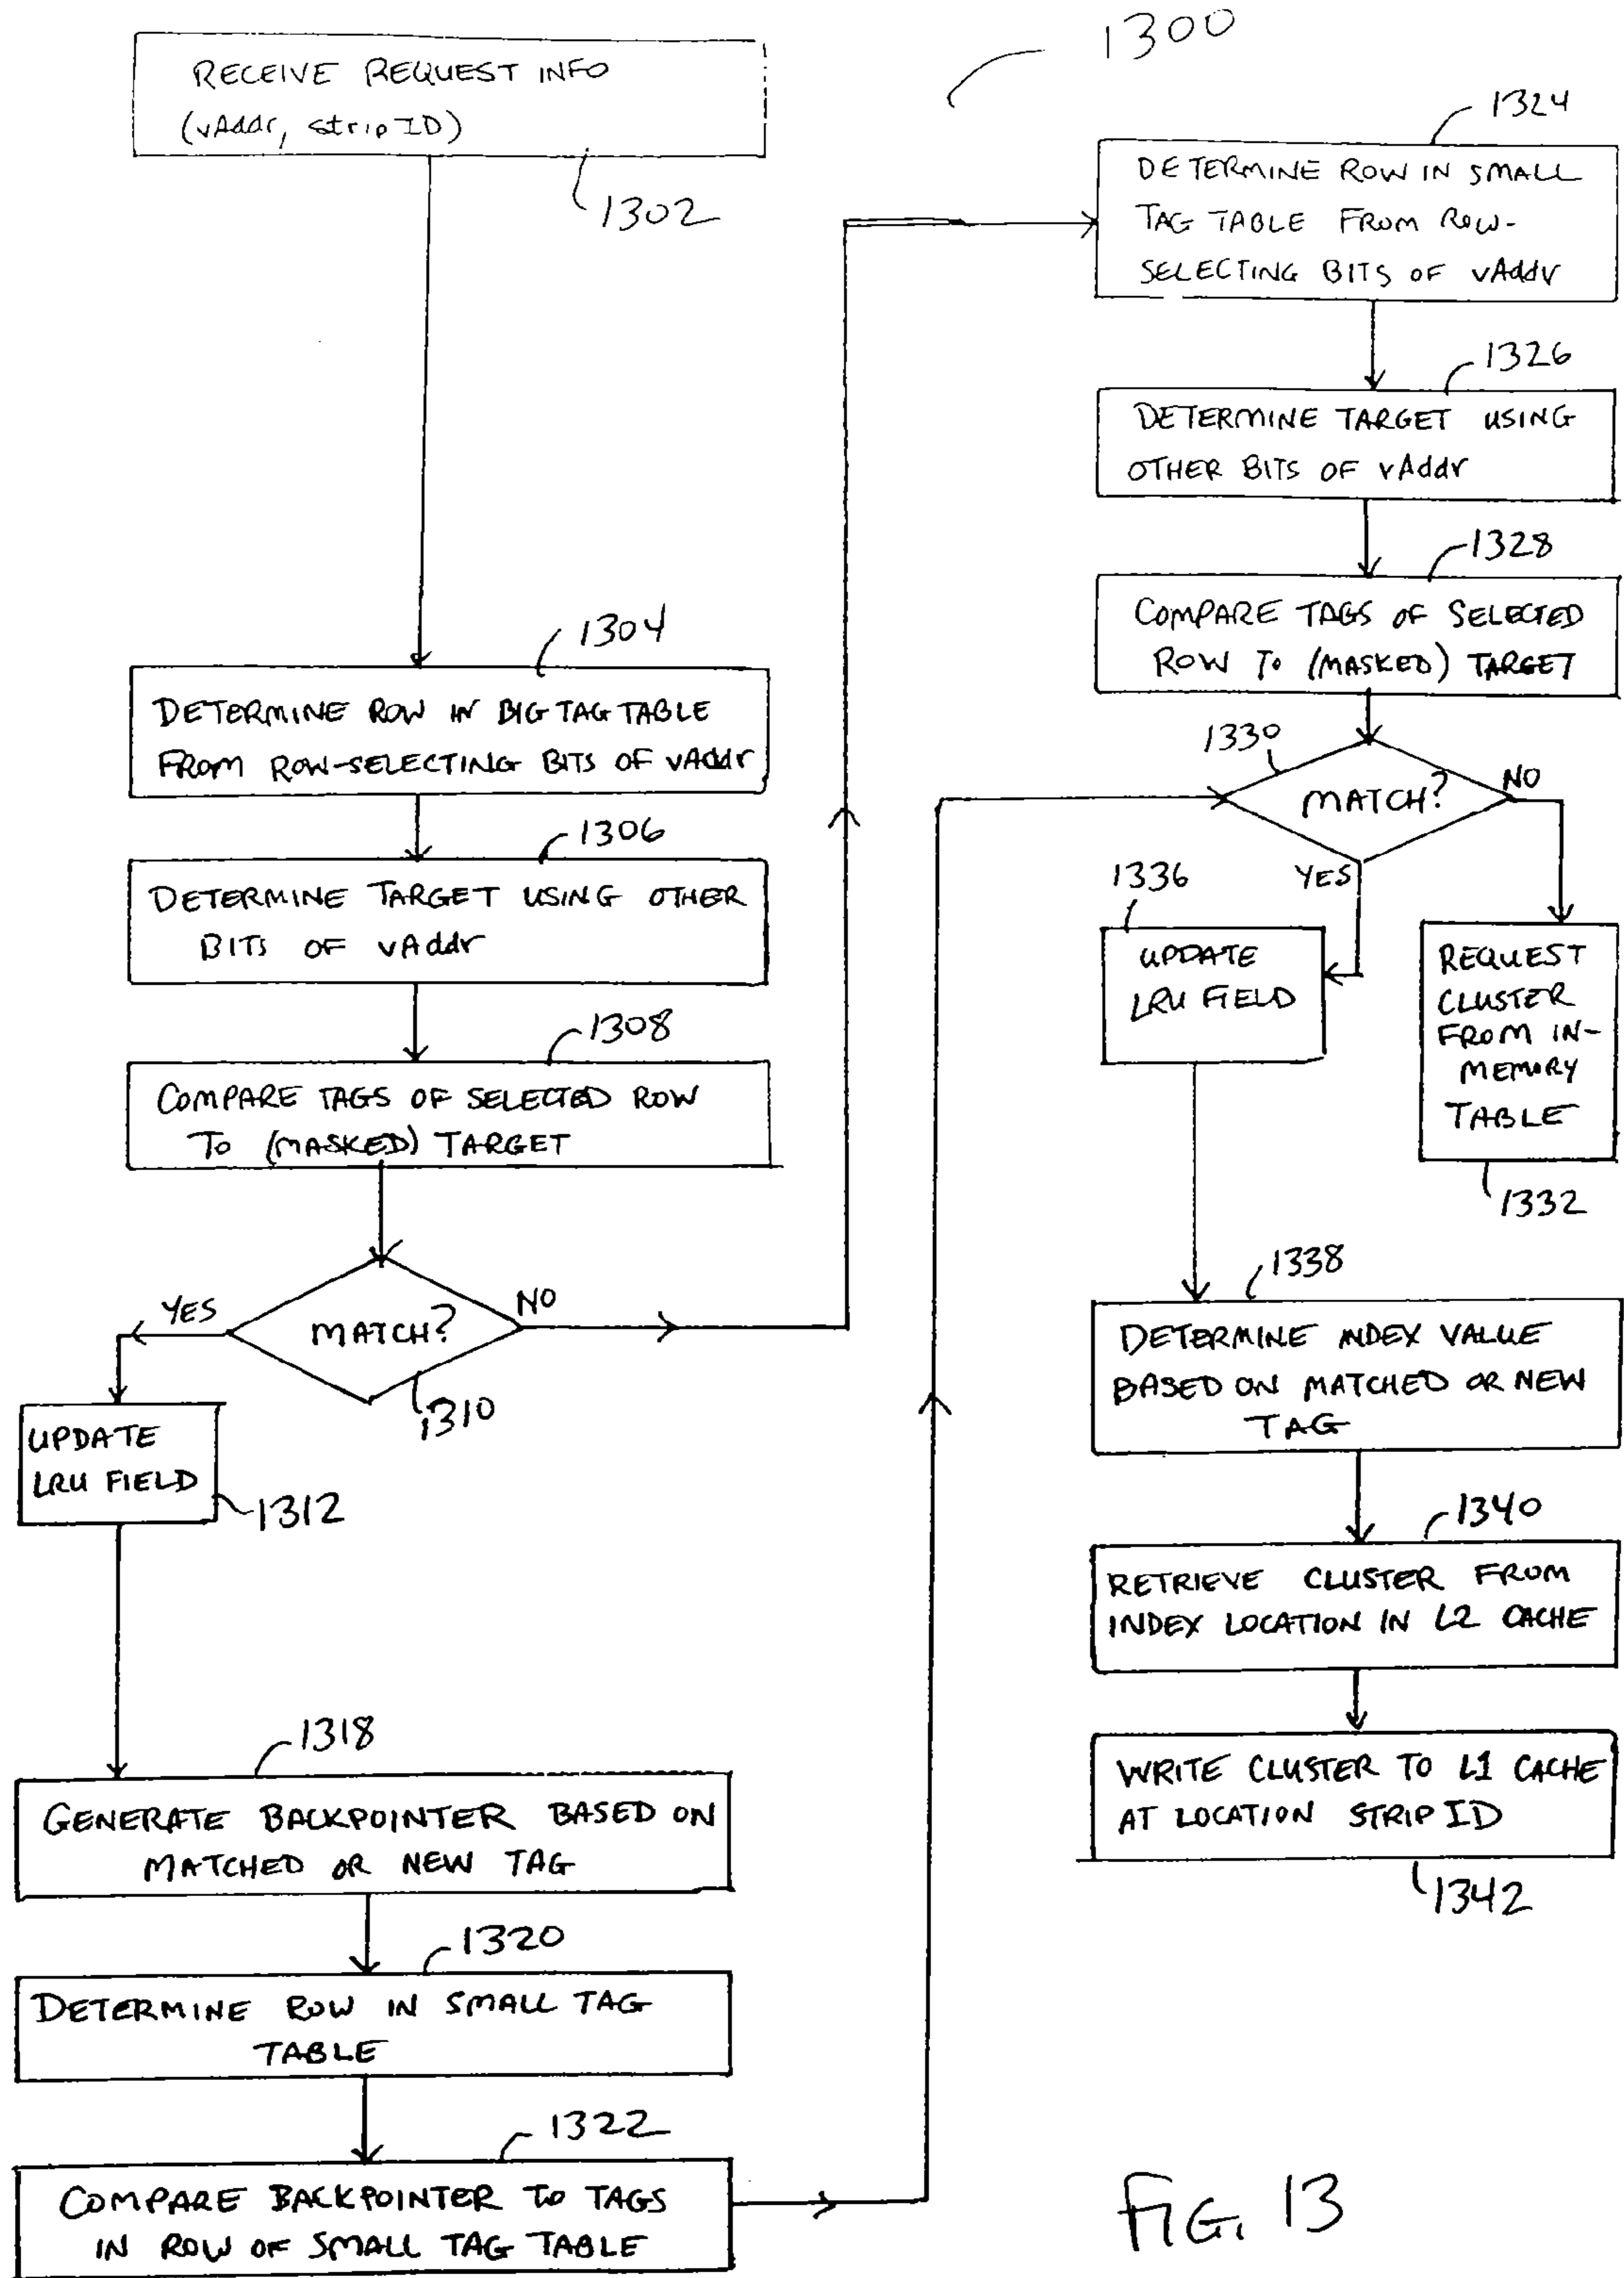 1300
RECEIVE REQUEST INFO
(vAddr, strip ID)
1302
1304
DETERMINE ROW IN BIG TAG TABLE
FROM ROW-SELECTING BITS OF vAddr
1306
DETERMINE TARGET USING OTHER
BITS OF vAddr
1308
COMPARE TAGS OF SELECTED ROW
TO (MASKED) TARGET
YES
MATCH?
NO
1310
UPDATE
LRU FIELD
1312
1318
GENERATE BACKPOINTER BASED ON
MATCHED OR NEW TAG
1320
DETERMINE ROW IN SMALL TAG
TABLE
1322
COMPARE BACKPOINTER TO TAGS
IN ROW OF SMALL TAG TABLE
1324
DETERMINE ROW IN SMALL
TAG TABLE FROM ROW-
SELECTING BITS OF vAddr
1326
DETERMINE TARGET USING
OTHER BITS OF vAddr
1328
COMPARE TAGS OF SELECTED
ROW TO (MASKED) TARGET
1330
MATCH?
NO
YES
1336
UPDATE
LRU FIELD
REQUEST
CLUSTER
FROM IN-
MEMORY
TABLE
1332
1338
DETERMINE INDEX VALUE
BASED ON MATCHED OR NEW
TAG
1340
RETRIEVE CLUSTER FROM
INDEX LOCATION IN L2 CACHE
WRITE CLUSTER TO L1 CACHE
AT LOCATION STRIP ID
1342
FIG. 13